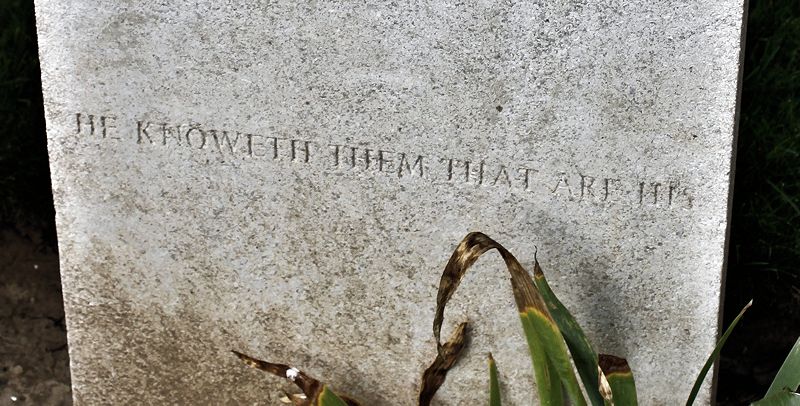 HE KNOWETH THEM THAT ARE HIS